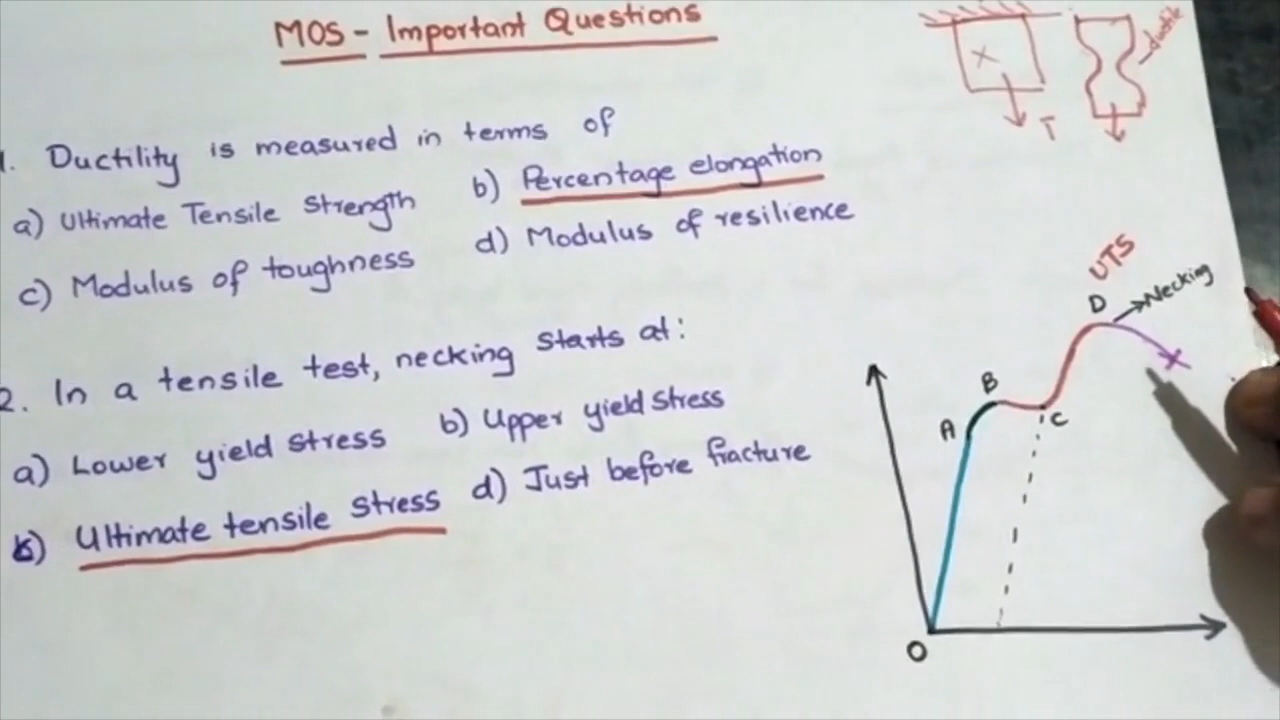 MOS - Important Questions
1. Ductility is measured in terms of
a) Ultimate Tensile Strength b) Percentage elongation
c) Modulus of toughness d) Modulus of resilience
2. In a tensile test, necking starts at:
a) Lower yield stress b) Upper yield stress
c) Ultimate tensile stress d) Just before fracture
T
UTS
D
Necking
B
A
C
O